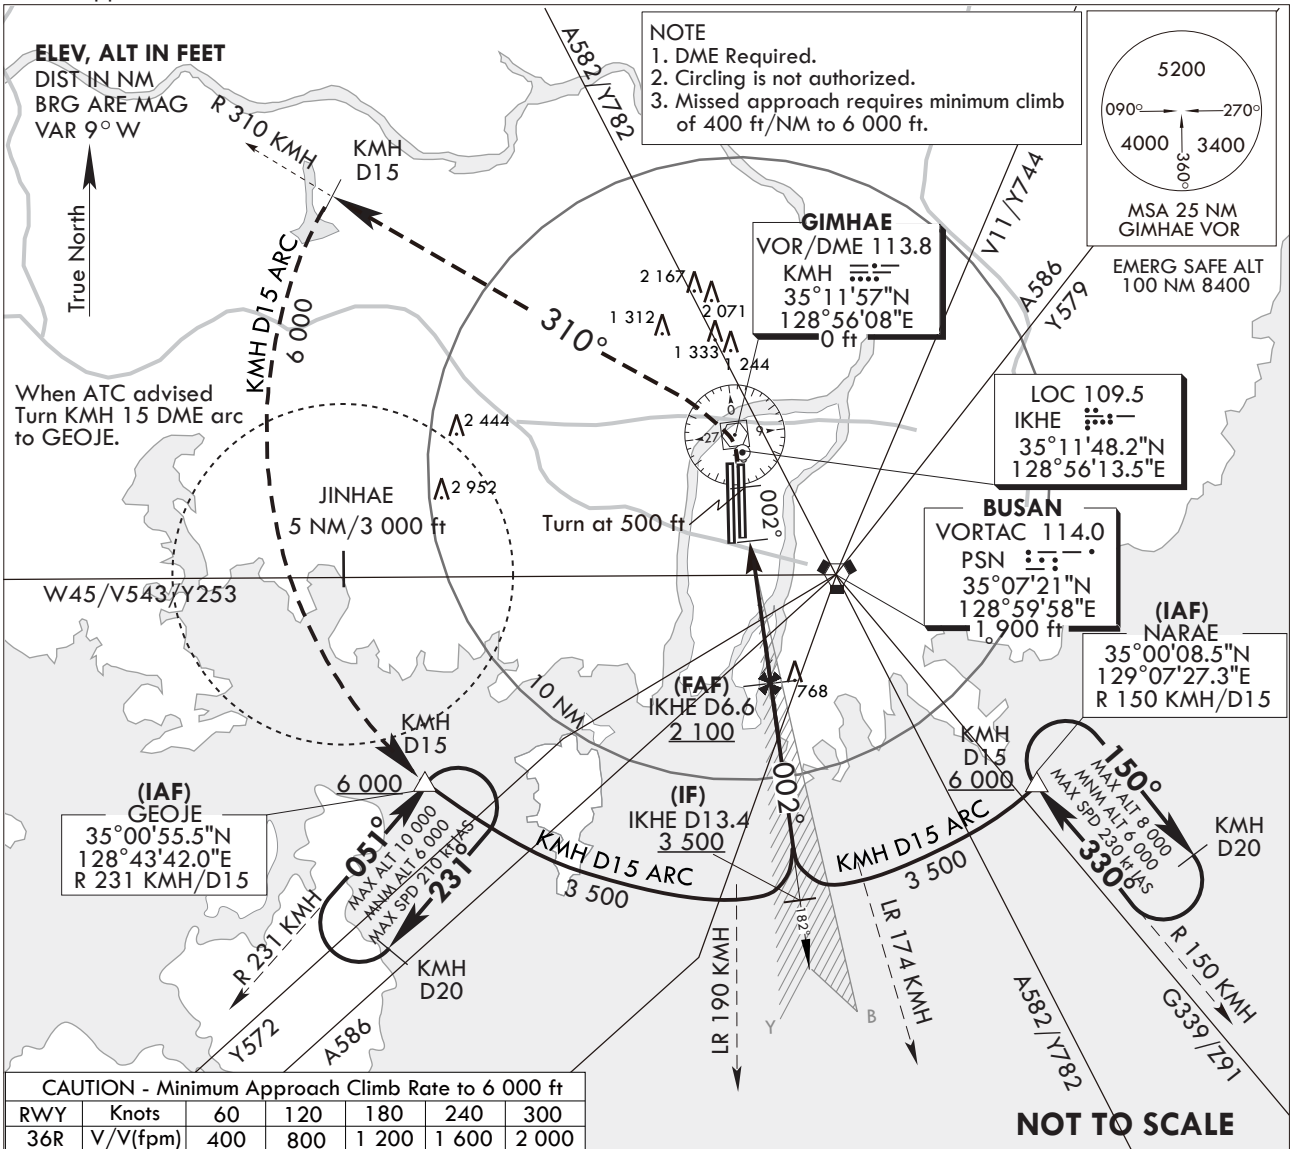 ELEV, ALT IN FEET
DIST IN NM
BRG ARE MAG
VAR 9° W
True North
R 310 KMH
KMH
D15
A582/Y782
NOTE
1. DME Required.
2. Circling is not authorized.
3. Missed approach requires minimum climb
of 400 ft/NM to 6 000 ft.
5200
090°
270°
4000
3400
360°
MSA 25 NM
GIMHAE VOR
EMERG SAFE ALT
100 NM 8400
V11/Y744
A586
Y579
GIMHAE
VOR/DME 113.8
KMH
35°11'57"N
128°56'08"E
0 ft
2 167
2 071
1 312
1 333
1 244
310°
KMH D15 ARC
6 000
When ATC advised
Turn KMH 15 DME arc
to GEOJE.
2 444
2 952
0
27
9
LOC 109.5
IKHE
35°11'48.2"N
128°56'13.5"E
JINHAE
5 NM/3 000 ft
Turn at 500 ft
002°
BUSAN
VORTAC 114.0
PSN
35°07'21"N
128°59'58"E
1 900 ft
W45/V543/Y253
(IAF)
NARAE
35°00'08.5"N
129°07'27.3"E
R 150 KMH/D15
10 NM
(FAF)
IKHE D6.6
2 100
768
KMH
D15
6 000
KMH
D15
6 000
(IAF)
GEOJE
35°00'55.5"N
128°43'42.0"E
R 231 KMH/D15
051°
MAX ALT 10 000
MNM ALT 6 000
MAX SPD 210 kt IAS
231°
(IF)
IKHE D13.4
3 500
002°
KMH D15 ARC
3 500
KMH D15 ARC
3 500
150°
MAX ALT 8 000
MNM ALT 6 000
MAX SPD 230 kt IAS
330°
KMH
D20
R 231 KMH
KMH
D20
182°
LR 190 KMH
LR 174 KMH
Y
B
R 150 KMH
G339/Z91
A582/Y782
Y572
A586
CAUTION - Minimum Approach Climb Rate to 6 000 ft
RWY Knots 60 120 180 240 300
36R V/V(fpm) 400 800 1 200 1 600 2 000
NOT TO SCALE